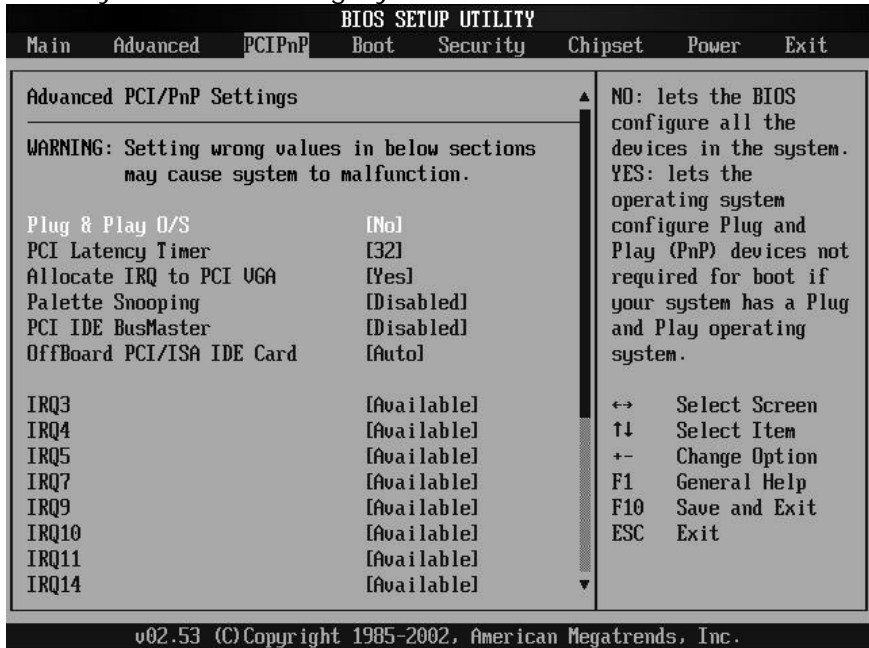 BIOS SETUP UTILITY
Main Advanced PCIPnP Boot Security Chipset Power Exit
Advanced PCI/PnP Settings
WARNING: Setting wrong values in below sections
may cause system to malfunction.
Plug & Play O/S [No]
PCI Latency Timer [32]
Allocate IRQ to PCI VGA [Yes]
Palette Snooping [Disabled]
PCI IDE BusMaster [Disabled]
OffBoard PCI/ISA IDE Card [Auto]
IRQ3 [Available]
IRQ4 [Available]
IRQ5 [Available]
IRQ7 [Available]
IRQ9 [Available]
IRQ10 [Available]
IRQ11 [Available]
IRQ14 [Available]
NO: lets the BIOS
configure all the
devices in the system.
YES: lets the
operating system
configure Plug and
Play (PnP) devices not
required for boot if
your system has a Plug
and Play operating
system.
↔ Select Screen
↑↓ Select Item
+- Change Option
F1 General Help
F10 Save and Exit
ESC Exit
v02.53 (C)Copyright 1985-2002, American Megatrends, Inc.